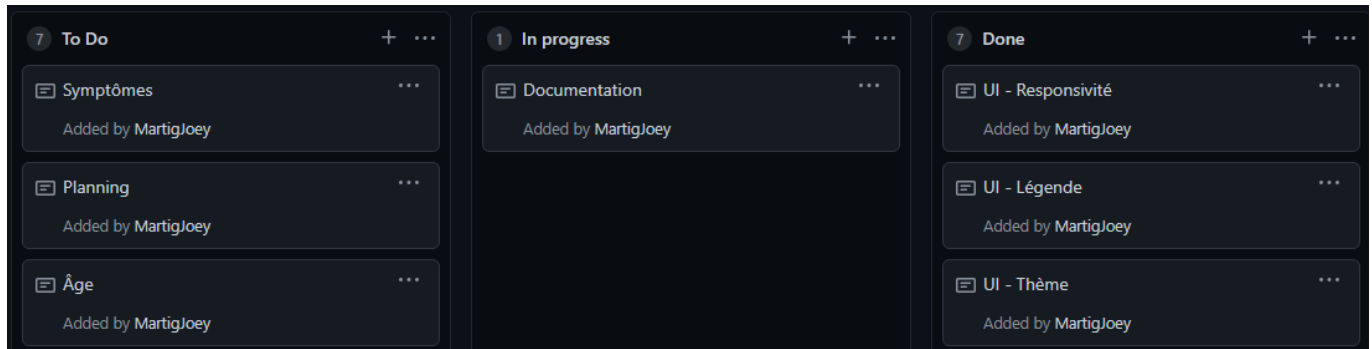 7 To Do
Symptômes
Added by MartigJoey
Planning
Added by MartigJoey
Âge
Added by MartigJoey
1 In progress
Documentation
Added by MartigJoey
7 Done
UI - Responsivité
Added by MartigJoey
UI - Légende
Added by MartigJoey
UI - Thème
Added by MartigJoey